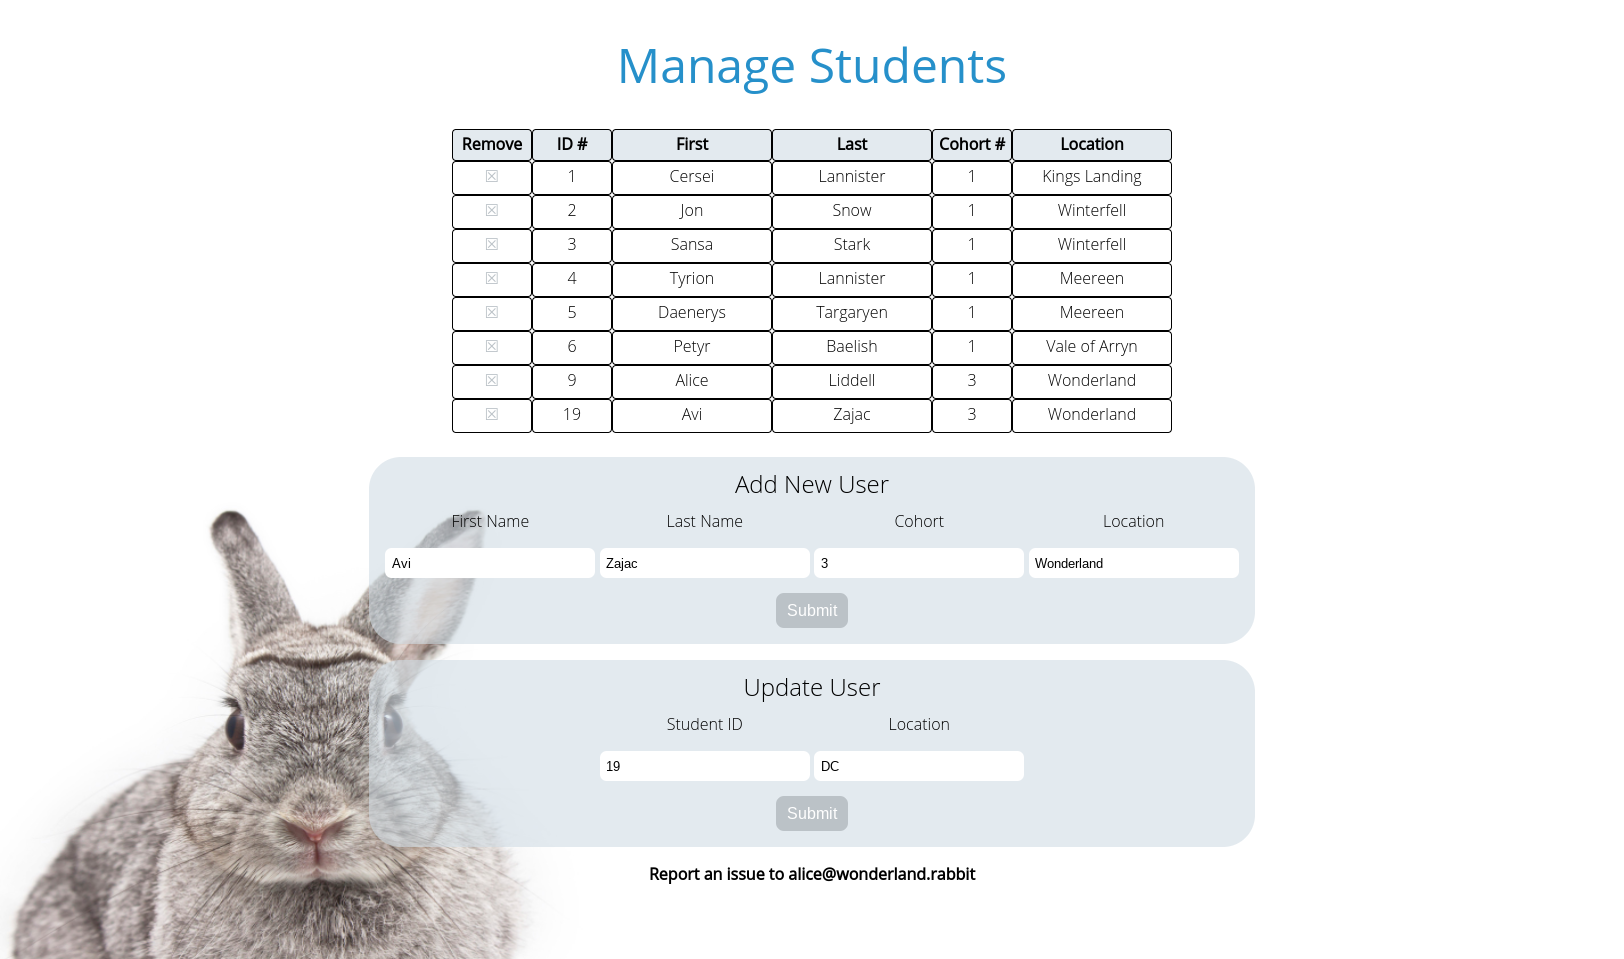 Manage Students
Remove ID # First Last Cohort # Location
☒ 1 Cersei Lannister 1 Kings Landing
☒ 2 Jon Snow 1 Winterfell
☒ 3 Sansa Stark 1 Winterfell
☒ 4 Tyrion Lannister 1 Meereen
☒ 5 Daenerys Targaryen 1 Meereen
☒ 6 Petyr Baelish 1 Vale of Arryn
☒ 9 Alice Liddell 3 Wonderland
☒ 19 Avi Zajac 3 Wonderland
Add New User
First Name Last Name Cohort Location
Avi Zajac 3 Wonderland
Submit
Update User
Student ID Location
19 DC
Submit
Report an issue to alice@wonderland.rabbit